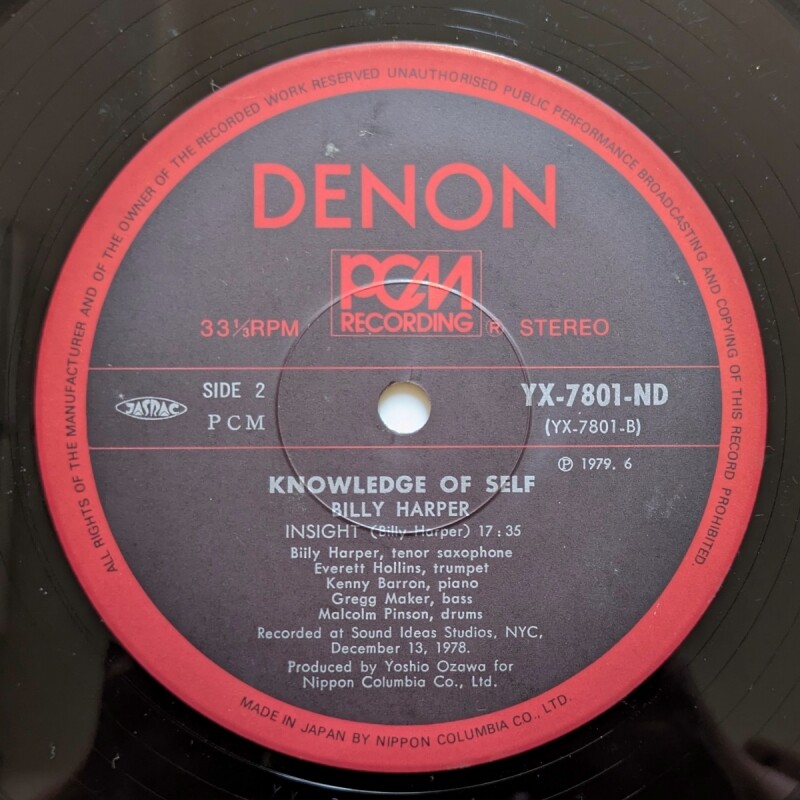 ALL RIGHTS OF THE MANUFACTURER AND OF THE OWNER OF THE RECORDED WORK RESERVED UNAUTHORISED PUBLIC PERFORMANCE BROADCASTING AND COPYING OF THIS RECORD PROHIBITED.
DENON
PCM
RECORDING
33⅓RPM ® STEREO
JASRAC
SIDE 2
PCM
YX-7801-ND
(YX-7801-B)
℗ 1979. 6
KNOWLEDGE OF SELF
BILLY HARPER
INSIGHT (Billy Harper) 17:35
Billy Harper, tenor saxophone
Everett Hollins, trumpet
Kenny Barron, piano
Gregg Maker, bass
Malcolm Pinson, drums
Recorded at Sound Ideas Studios, NYC,
December 13, 1978.
Produced by Yoshio Ozawa for
Nippon Columbia Co., Ltd.
MADE IN JAPAN BY NIPPON COLUMBIA CO., LTD.